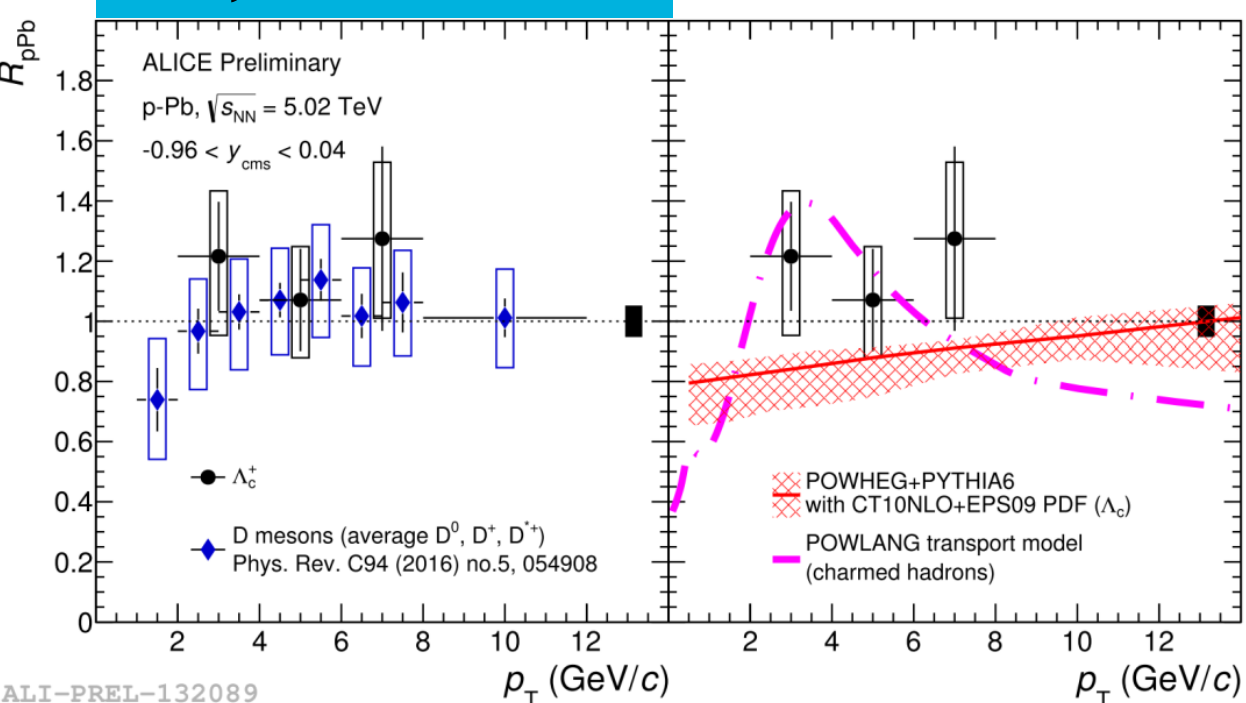 R_pPb
ALICE Preliminary
p-Pb, √s_NN = 5.02 TeV
-0.96 < y_cms < 0.04
1.8
1.6
1.4
1.2
1
0.8
0.6
0.4
0.2
0
Λ_c^+
D mesons (average D^0, D^+, D^*+)
Phys. Rev. C94 (2016) no.5, 054908
2 4 6 8 10 12
p_T (GeV/c)
POWHEG+PYTHIA6
with CT10NLO+EPS09 PDF (Λ_c)
POWLANG transport model
(charmed hadrons)
2 4 6 8 10 12
p_T (GeV/c)
ALI-PREL-132089